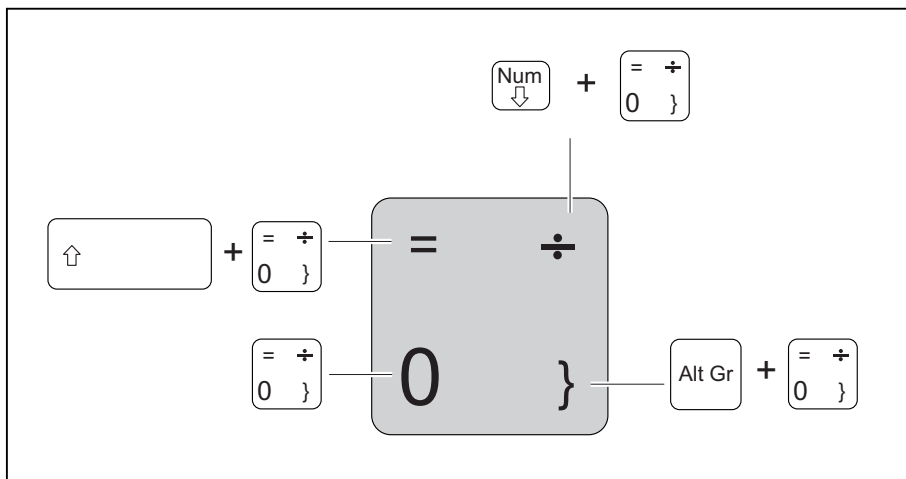 Num ⇩ + = ÷ 0 }
⇧ + = ÷ 0 }
= ÷
= ÷ 0 }
0 }
Alt Gr + = ÷ 0 }